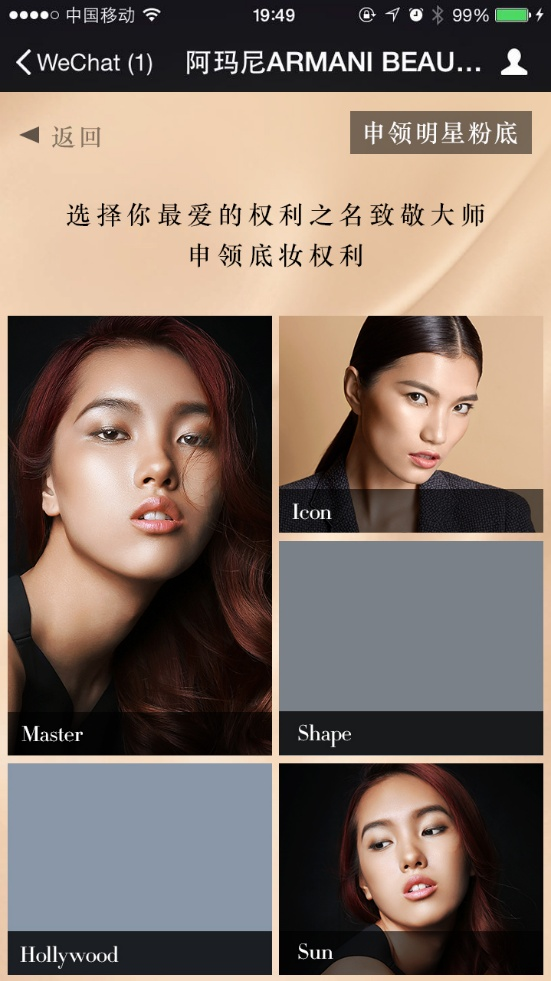 中国移动 19:49 99%
WeChat (1) 阿玛尼ARMANI BEAU...
返回 申领明星粉底
选择你最爱的权利之名致敬大师
申领底妆权利
Icon
Master
Shape
Hollywood
Sun